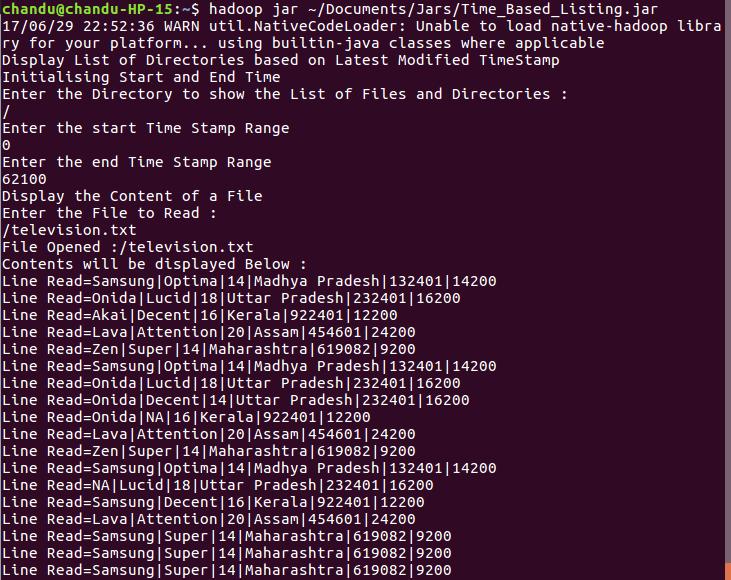 chandu@chandu-HP-15:~$ hadoop jar ~/Documents/Jars/Time_Based_Listing.jar
17/06/29 22:52:36 WARN util.NativeCodeLoader: Unable to load native-hadoop libra
ry for your platform... using builtin-java classes where applicable
Display List of Directories based on Latest Modified TimeStamp
Initialising Start and End Time
Enter the Directory to show the List of Files and Directories :
/
Enter the start Time Stamp Range
0
Enter the end Time Stamp Range
62100
Display the Content of a File
Enter the File to Read :
/television.txt
File Opened :/television.txt
Contents will be displayed Below :
Line Read=Samsung|Optima|14|Madhya Pradesh|132401|14200
Line Read=Onida|Lucid|18|Uttar Pradesh|232401|16200
Line Read=Akai|Decent|16|Kerala|922401|12200
Line Read=Lava|Attention|20|Assam|454601|24200
Line Read=Zen|Super|14|Maharashtra|619082|9200
Line Read=Samsung|Optima|14|Madhya Pradesh|132401|14200
Line Read=Onida|Lucid|18|Uttar Pradesh|232401|16200
Line Read=Onida|Decent|14|Uttar Pradesh|232401|16200
Line Read=Onida|NA|16|Kerala|922401|12200
Line Read=Lava|Attention|20|Assam|454601|24200
Line Read=Zen|Super|14|Maharashtra|619082|9200
Line Read=Samsung|Optima|14|Madhya Pradesh|132401|14200
Line Read=NA|Lucid|18|Uttar Pradesh|232401|16200
Line Read=Samsung|Decent|16|Kerala|922401|12200
Line Read=Lava|Attention|20|Assam|454601|24200
Line Read=Samsung|Super|14|Maharashtra|619082|9200
Line Read=Samsung|Super|14|Maharashtra|619082|9200
Line Read=Samsung|Super|14|Maharashtra|619082|9200